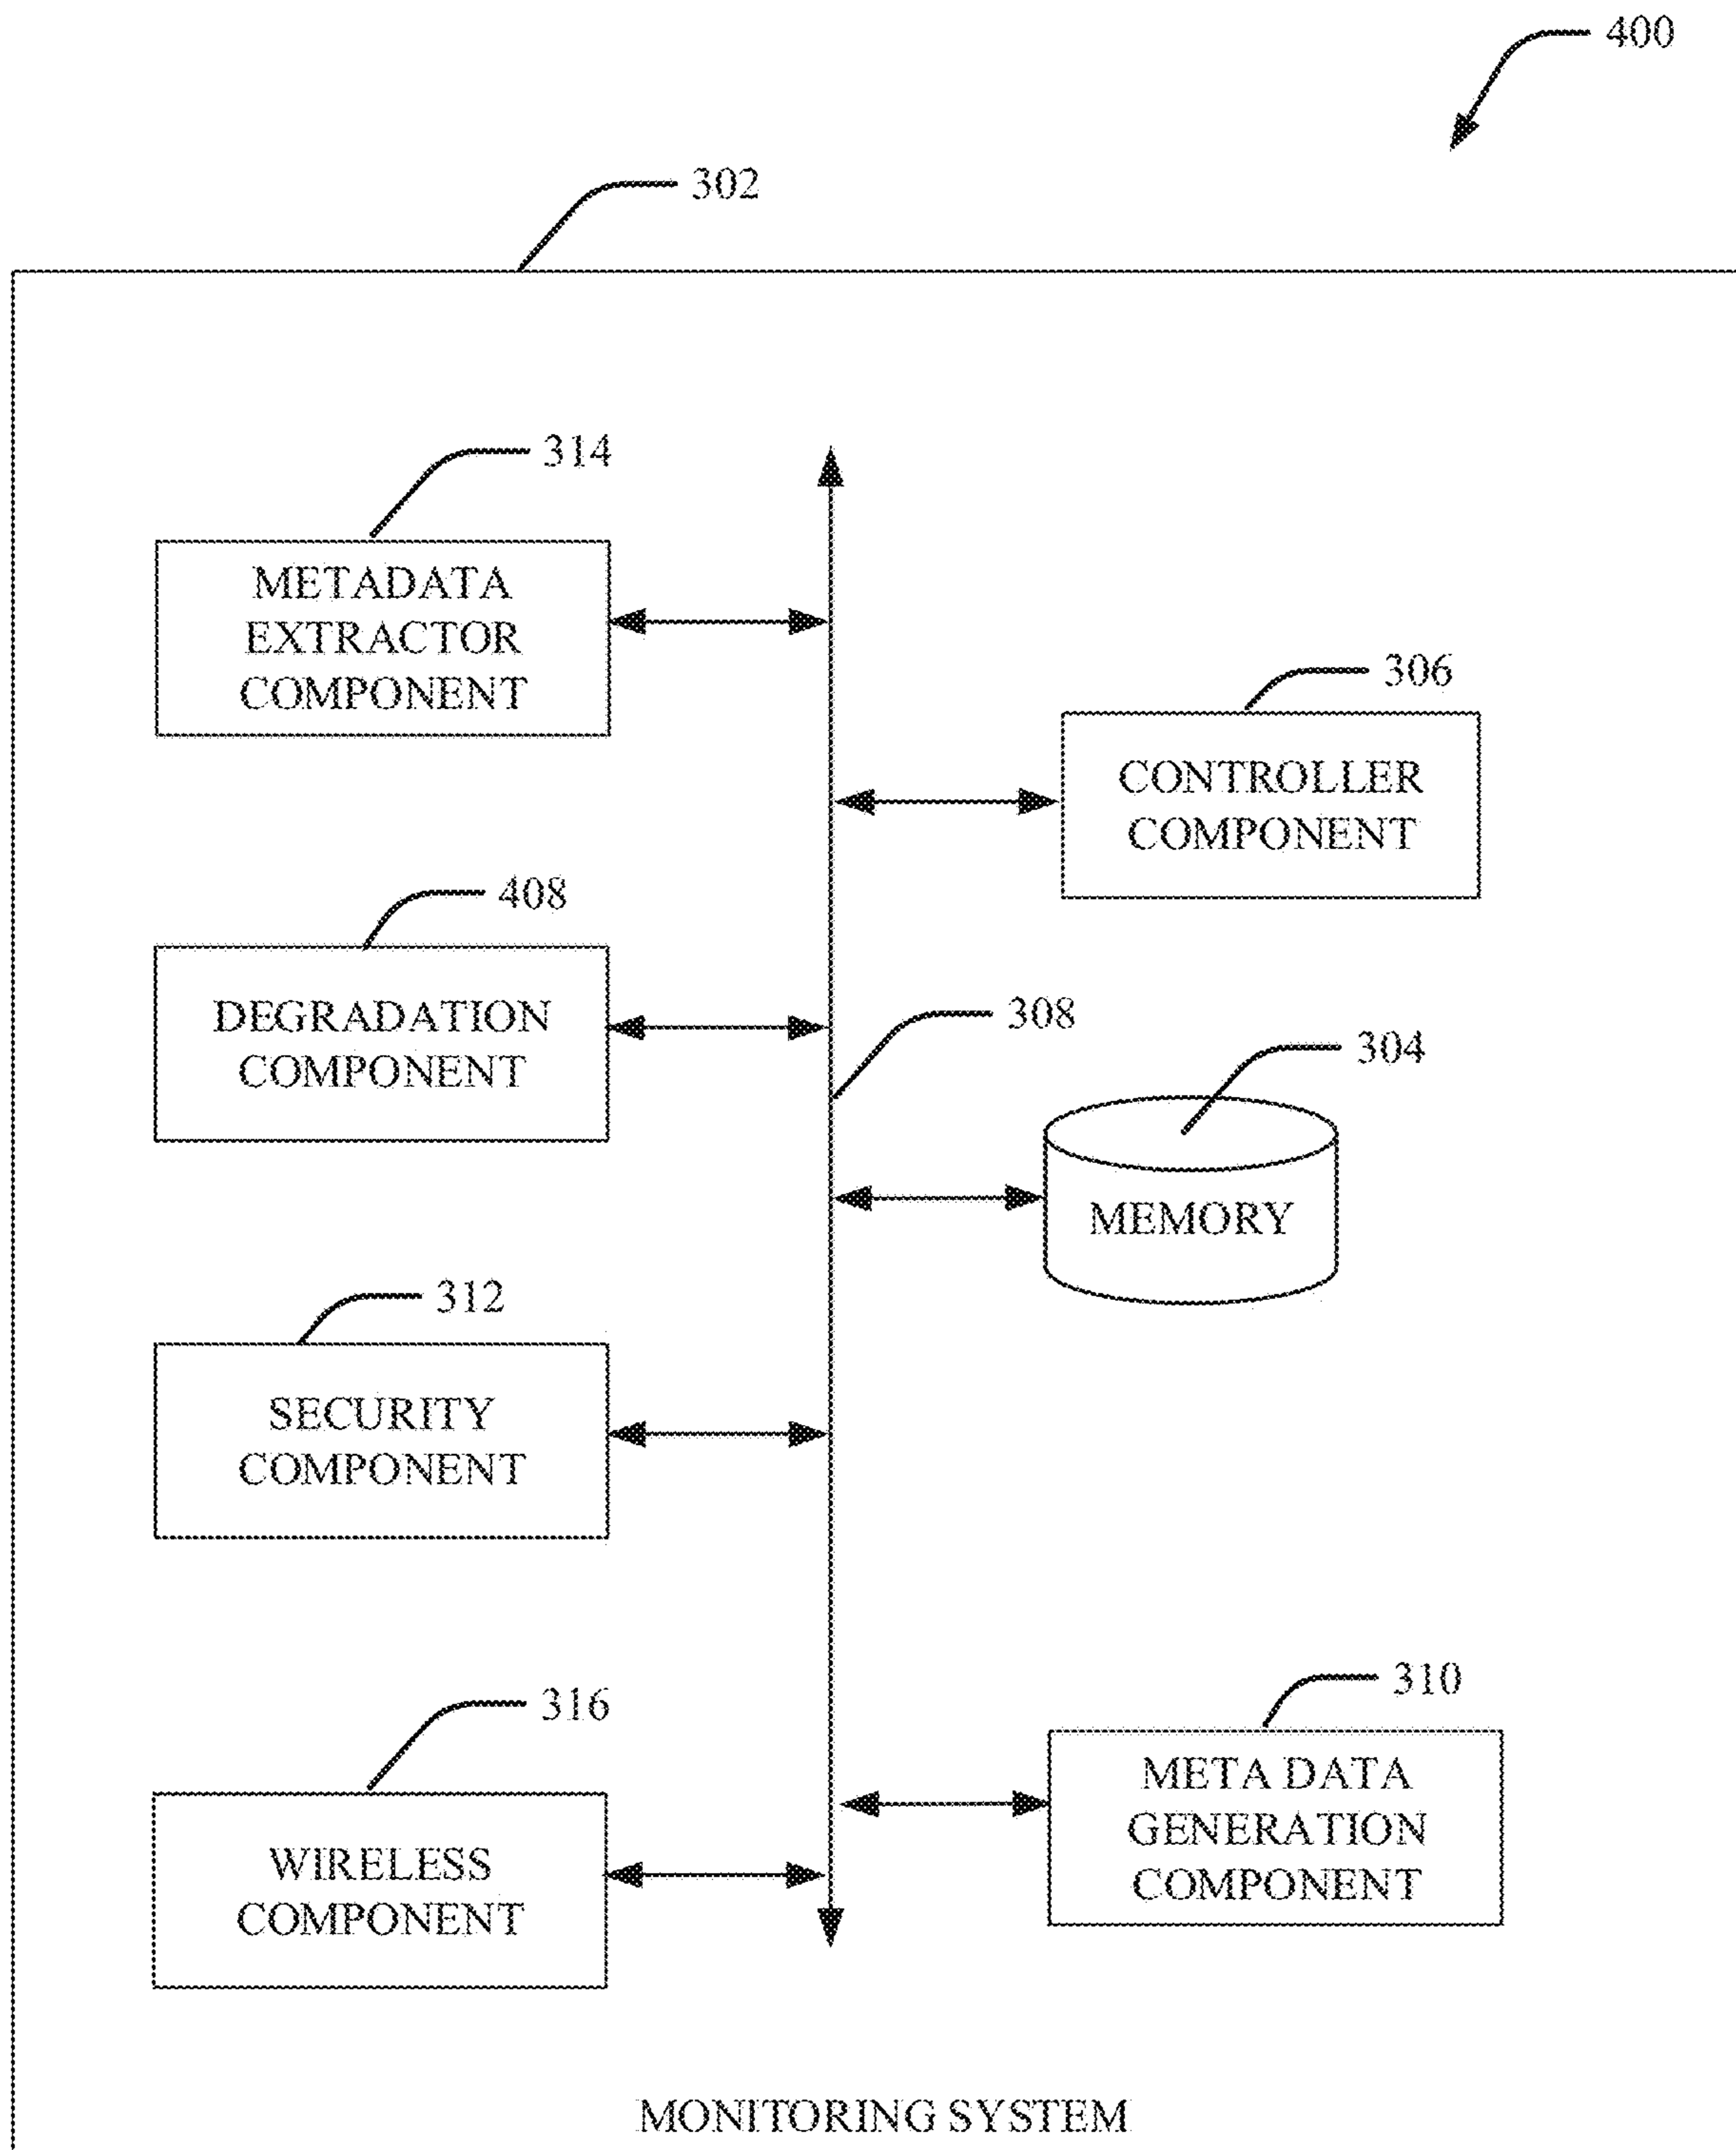 400
302
314
METADATA
EXTRACTOR
COMPONENT
306
CONTROLLER
COMPONENT
408
DEGRADATION
COMPONENT
308
304
MEMORY
312
SECURITY
COMPONENT
316
WIRELESS
COMPONENT
310
META DATA
GENERATION
COMPONENT
MONITORING SYSTEM